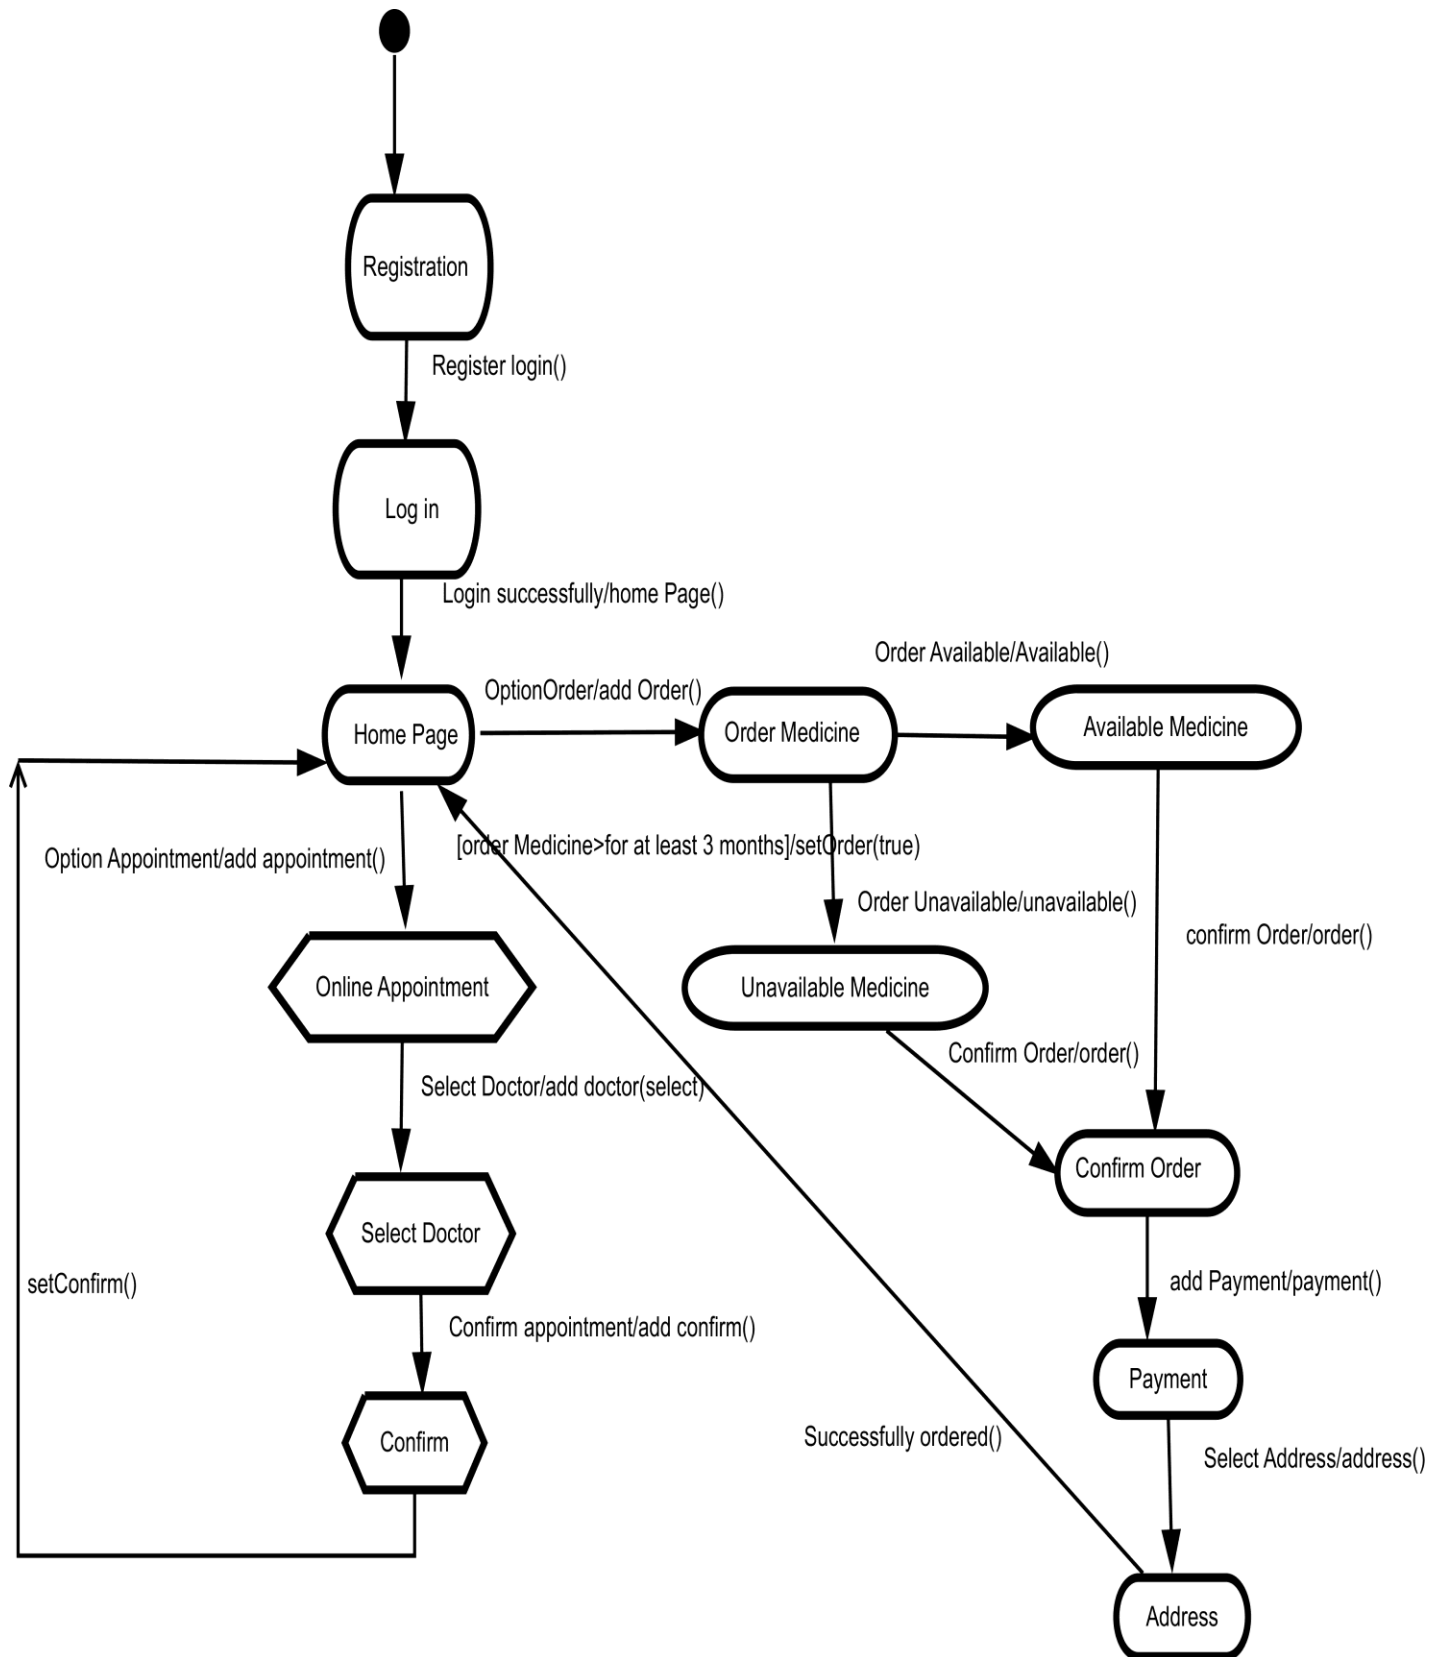 Registration
Register login()
Log in
Login successfully/home Page()
Order Available/Available()
OptionOrder/add Order()
Home Page
Order Medicine
Available Medicine
[order Medicine>for at least 3 months]/setOrder(true)
Option Appointment/add appointment()
Order Unavailable/unavailable()
confirm Order/order()
Online Appointment
Unavailable Medicine
Confirm Order/order()
Select Doctor/add doctor(select)
Confirm Order
Select Doctor
setConfirm()
add Payment/payment()
Confirm appointment/add confirm()
Payment
Confirm
Successfully ordered()
Select Address/address()
Address